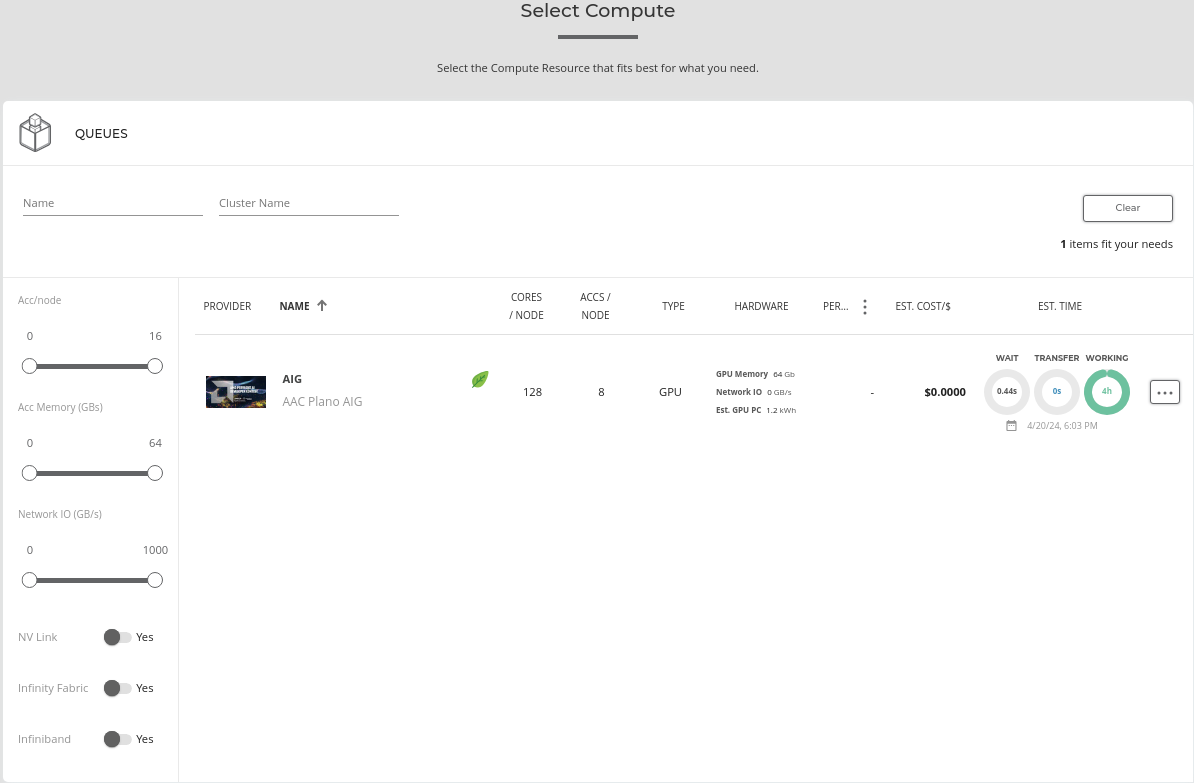 Select Compute
Select the Compute Resource that fits best for what you need.
QUEUES
Name
Cluster Name
Clear
1 items fit your needs
Acc/node
0
16
Acc Memory (GBs)
0
64
Network IO (GB/s)
0
1000
NV Link
Yes
Infinity Fabric
Yes
Infiniband
Yes
PROVIDER
NAME
CORES
/ NODE
ACCS /
NODE
TYPE
HARDWARE
PER...
EST. COST/$
EST. TIME
AIG
AAC Plano AIG
128
8
GPU
GPU Memory 64 Gb
Network IO 0 GB/s
Est. GPU PC 1.2 kWh
-
$0.0000
WAIT
TRANSFER
WORKING
0.44s
0s
4h
4/20/24, 6:03 PM